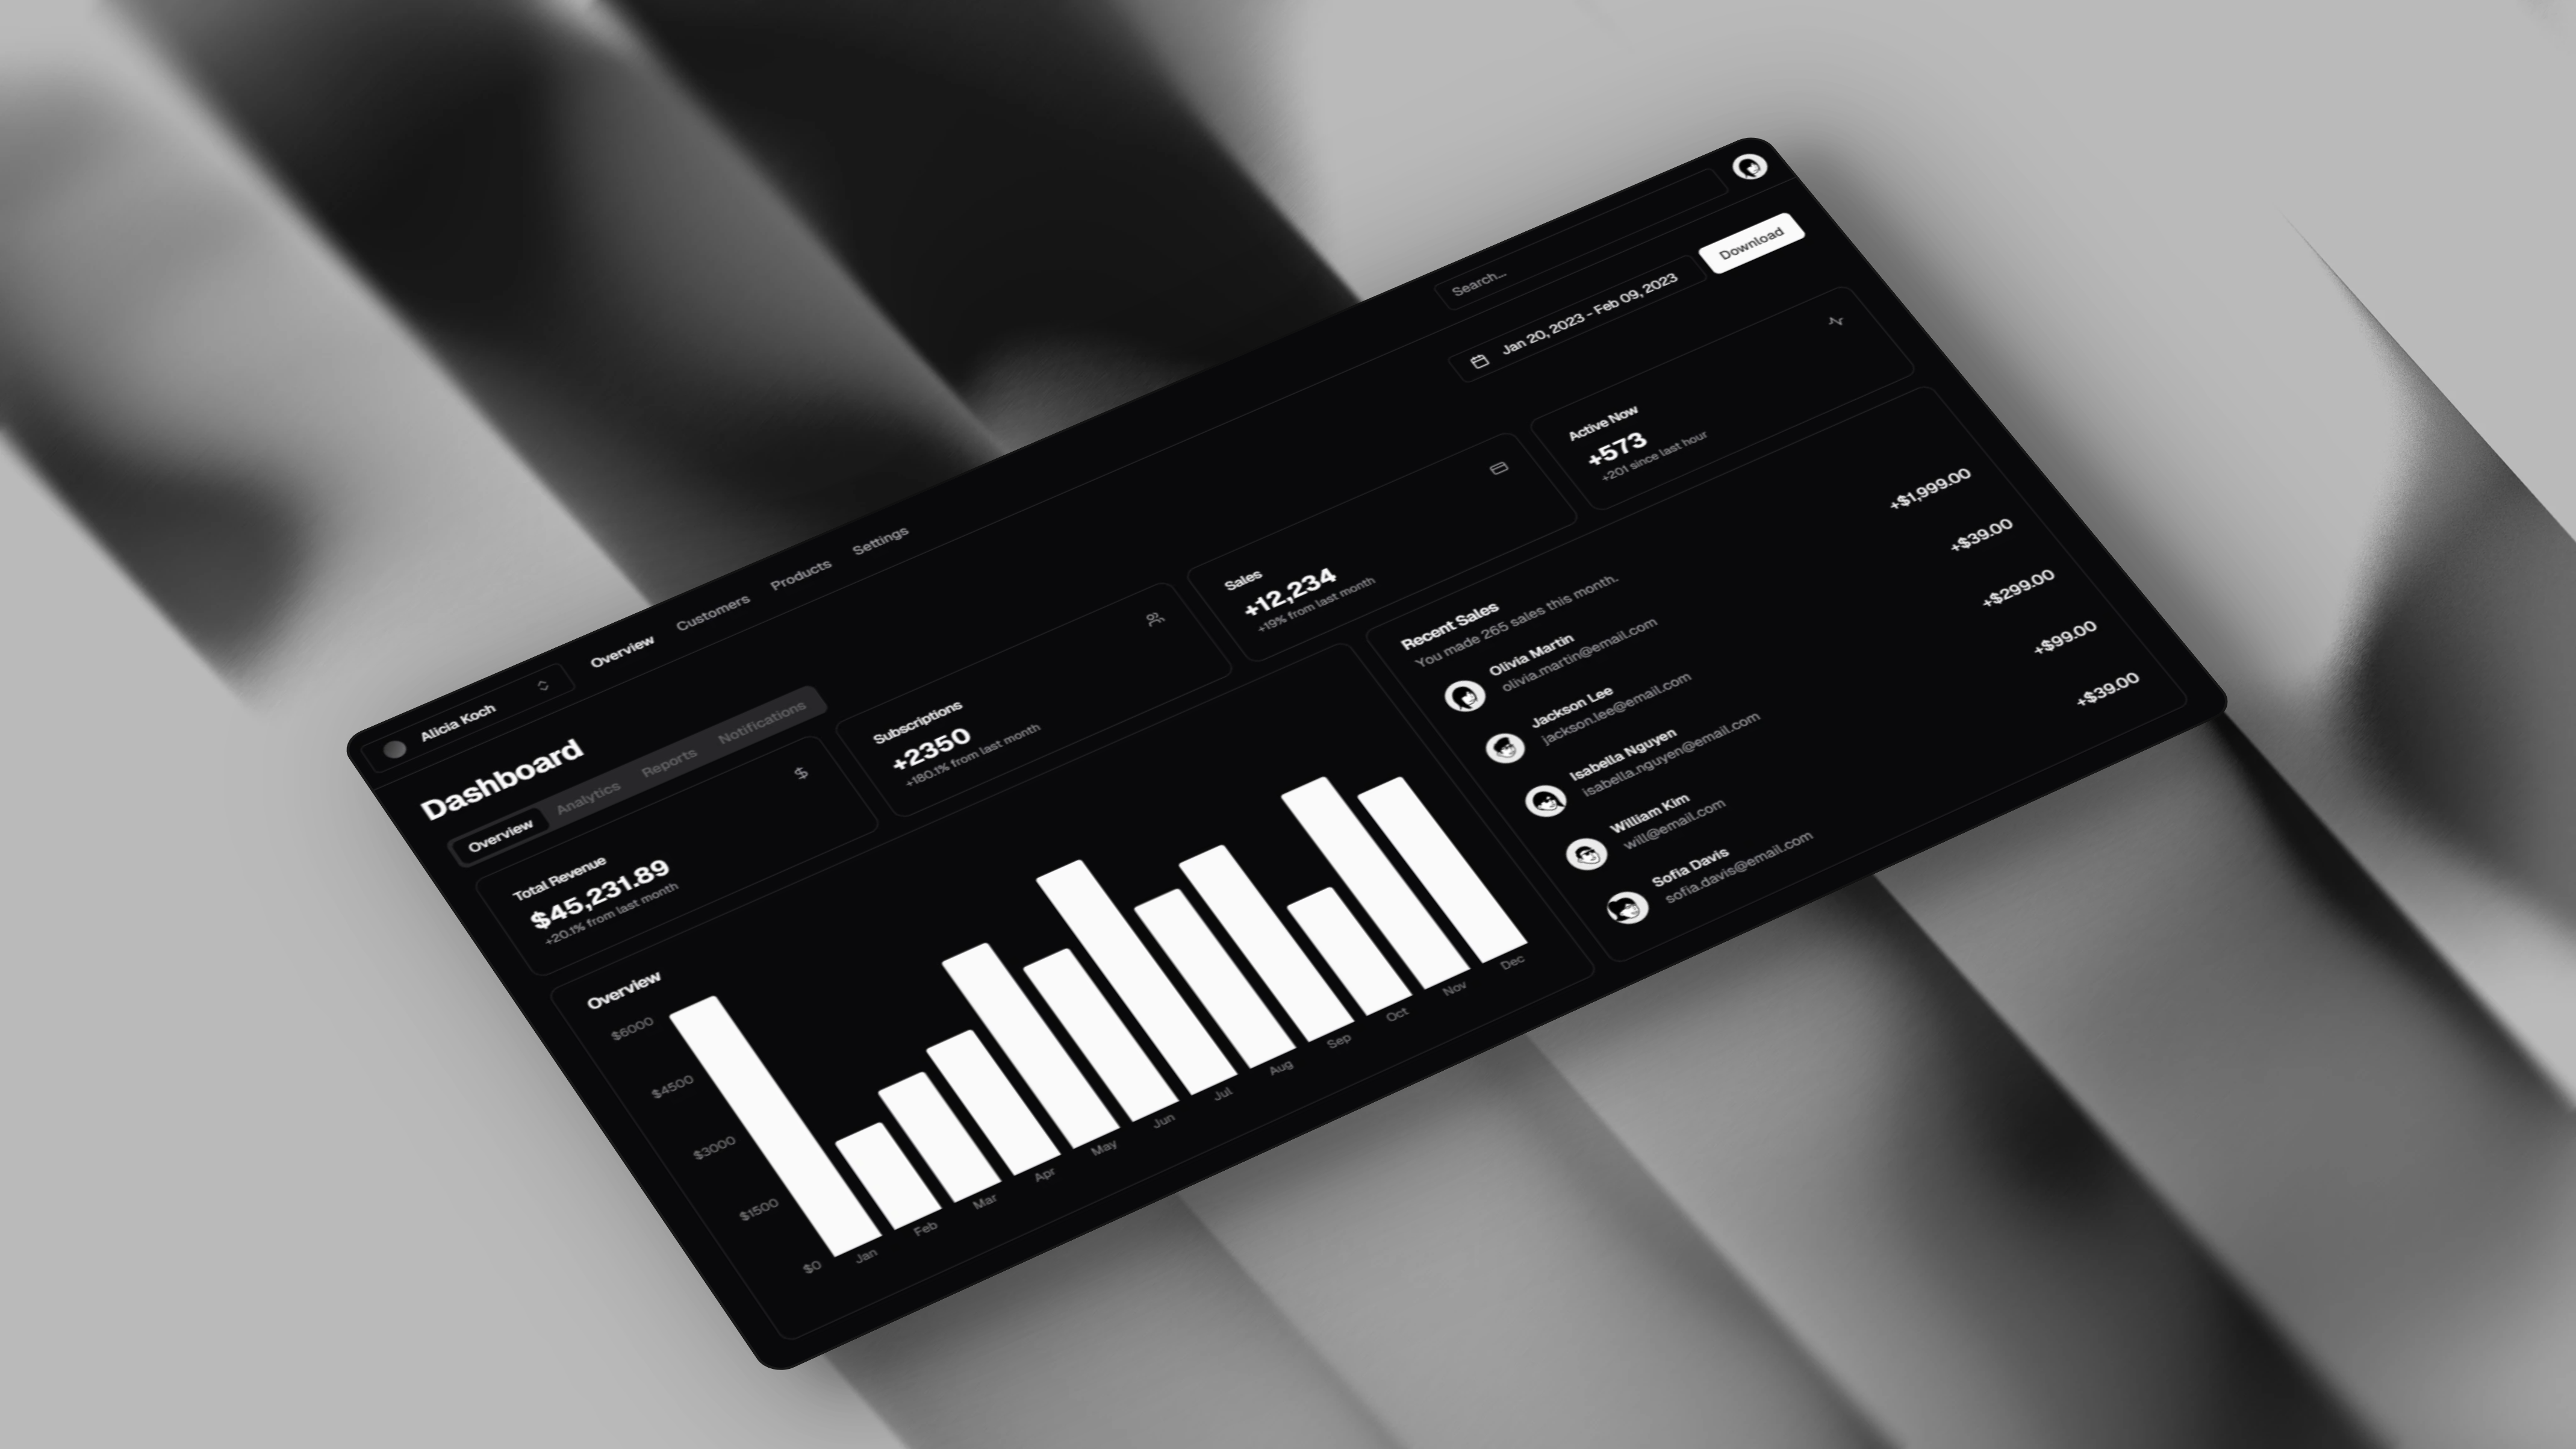 Alicia Koch
Overview
Customers
Products
Settings
Search...
Dashboard
Jan 20, 2023 - Feb 09, 2023
Download
Overview
Analytics
Reports
Notifications
Total Revenue
$45,231.89
+20.1% from last month
Subscriptions
+2350
+180.1% from last month
Sales
+12,234
+19% from last month
Active Now
+573
+201 since last hour
Overview
$6000
$4500
$3000
$1500
$0
Jan
Feb
Mar
Apr
May
Jun
Jul
Aug
Sep
Oct
Nov
Dec
Recent Sales
You made 265 sales this month.
Olivia Martin
olivia.martin@email.com
+$1,999.00
Jackson Lee
jackson.lee@email.com
+$39.00
Isabella Nguyen
isabella.nguyen@email.com
+$299.00
William Kim
will@email.com
+$99.00
Sofia Davis
sofia.davis@email.com
+$39.00